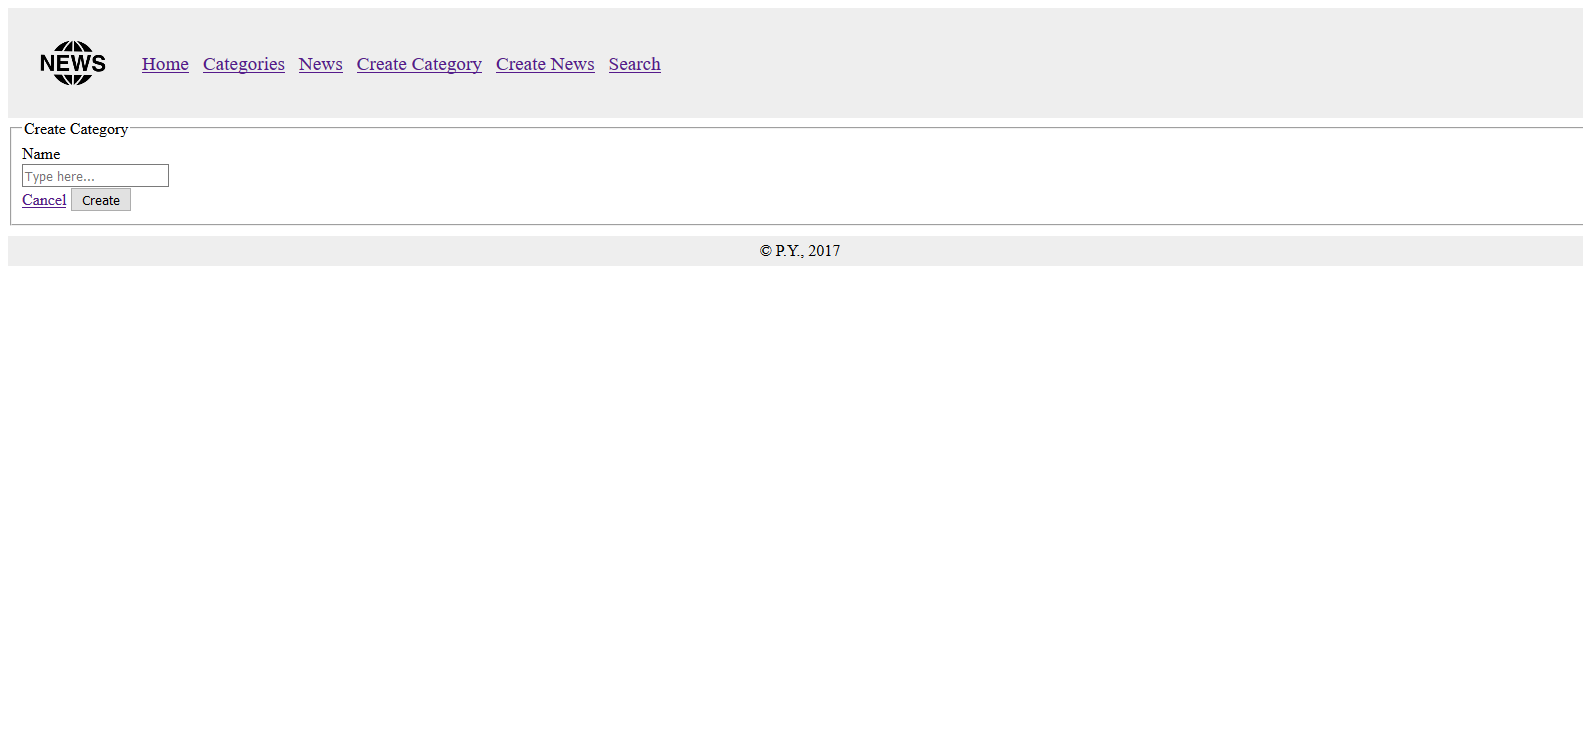 NEWS
Home Categories News Create Category Create News Search
Create Category
Name
Type here...
Cancel Create
© P.Y., 2017